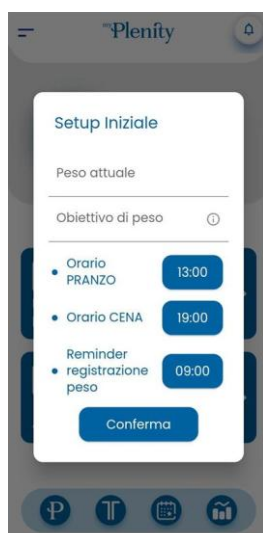 myPlenity
Setup Iniziale
Peso attuale
Obiettivo di peso
Orario
PRANZO
13:00
Orario CENA
19:00
Reminder
registrazione
peso
09:00
Conferma